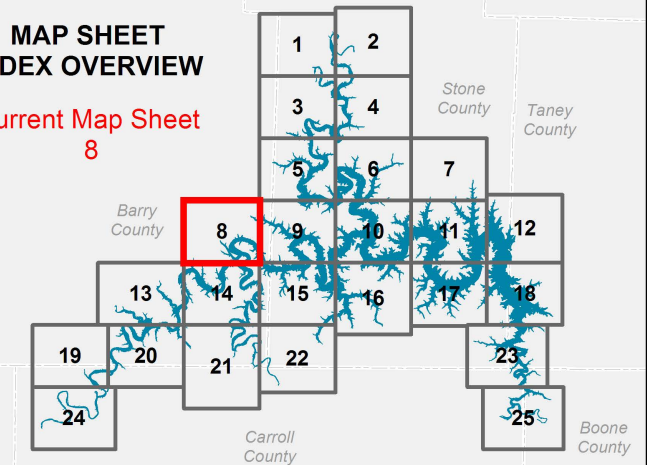 MAP SHEET
DEX OVERVIEW
urrent Map Sheet
8
1
2
3
4
Stone
County
Taney
County
5
6
7
Barry
County
8
9
10
11
12
13
14
15
16
17
18
19
20
21
22
23
24
25
Carroll
County
Boone
County